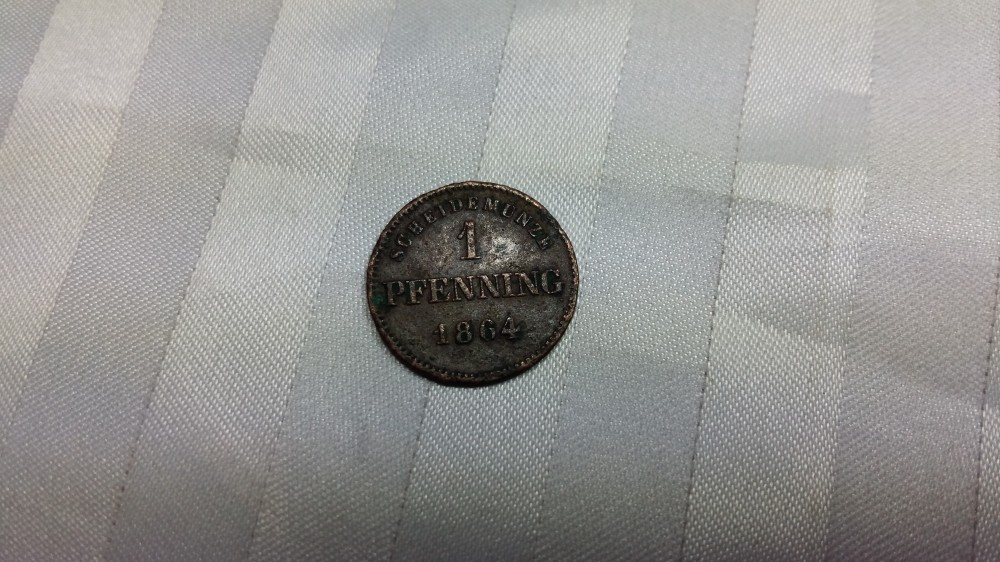 SCHEIDEMÜNZE
1
PFENNING
1864